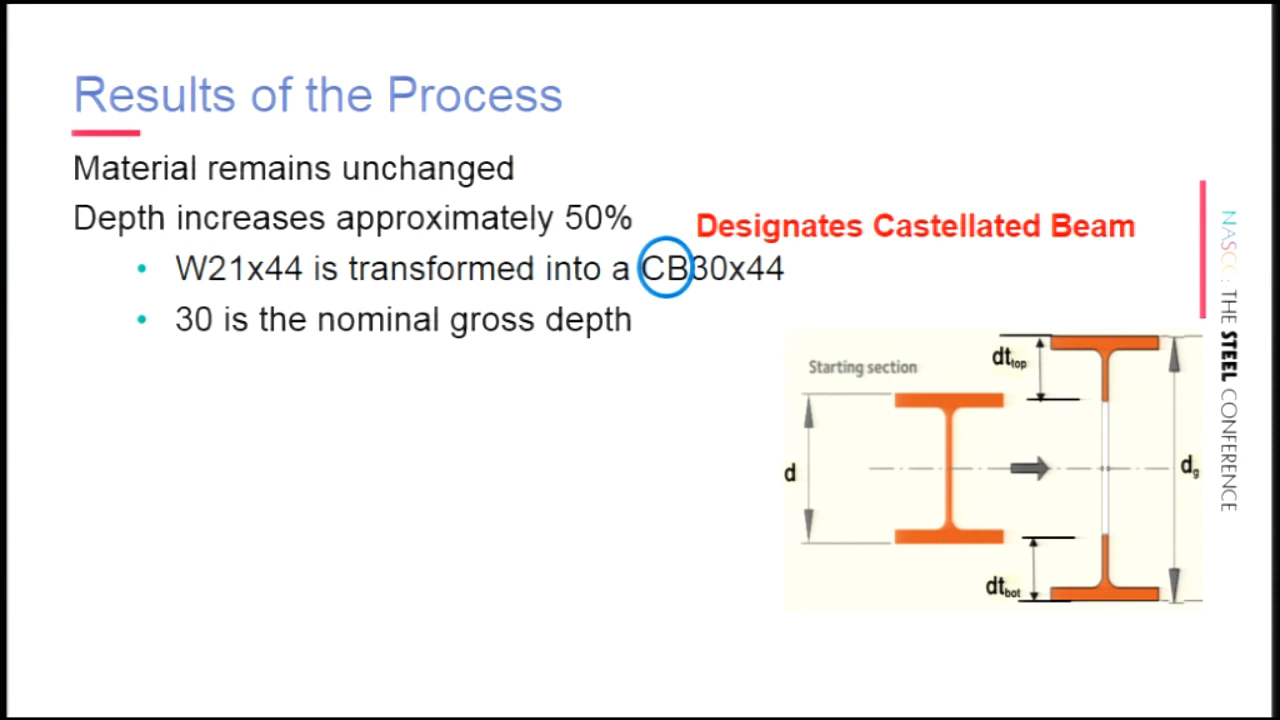 Results of the Process
Material remains unchanged
Depth increases approximately 50%
Designates Castellated Beam
• W21x44 is transformed into a CB30x44
• 30 is the nominal gross depth
Starting section
d
dt_top
dt_bot
d_g
NASCC : THE STEEL CONFERENCE